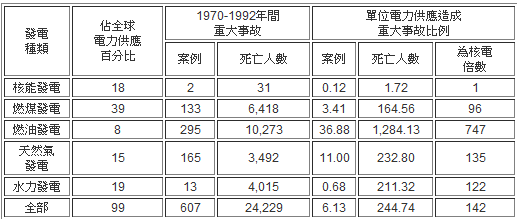 發電種類 佔全球電力供應百分比 1970-1992年間重大事故 單位電力供應造成重大事故比例
案例 死亡人數 案例 死亡人數 為核電倍數
核能發電 18 2 31 0.12 1.72 1
燃煤發電 39 133 6,418 3.41 164.56 96
燃油發電 8 295 10,273 36.88 1,284.13 747
天然氣發電 15 165 3,492 11.00 232.80 135
水力發電 19 13 4,015 0.68 211.32 122
全部 99 607 24,229 6.13 244.74 142